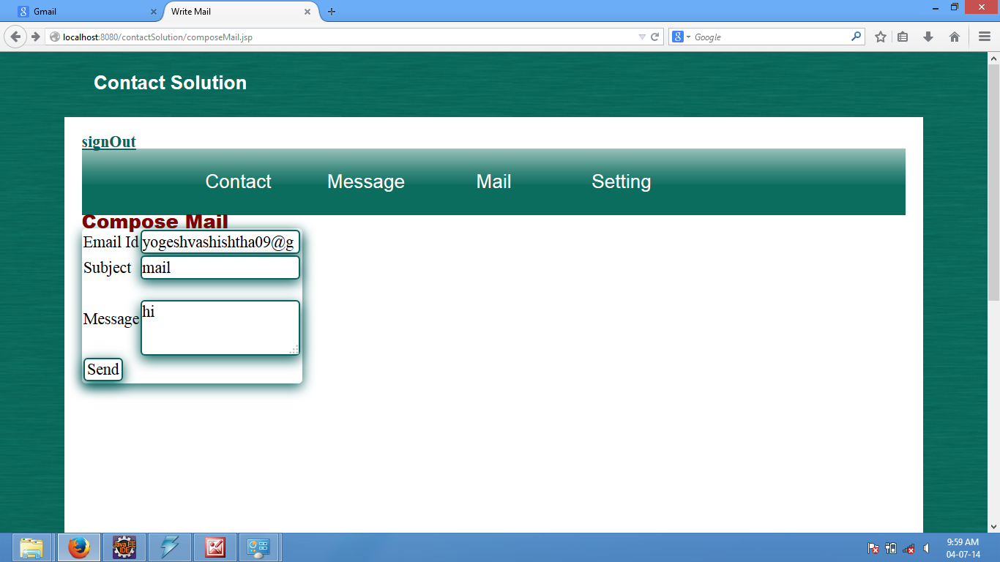 Gmail
Write Mail
localhost:8080/contactSolution/composeMail.jsp
Google
Contact Solution
signOut
Contact Message Mail Setting
Compose Mail
Email Id yogeshvashishtha09@g
Subject mail
Message hi
Send
Java EE
IDE
9:59 AM
04-07-14